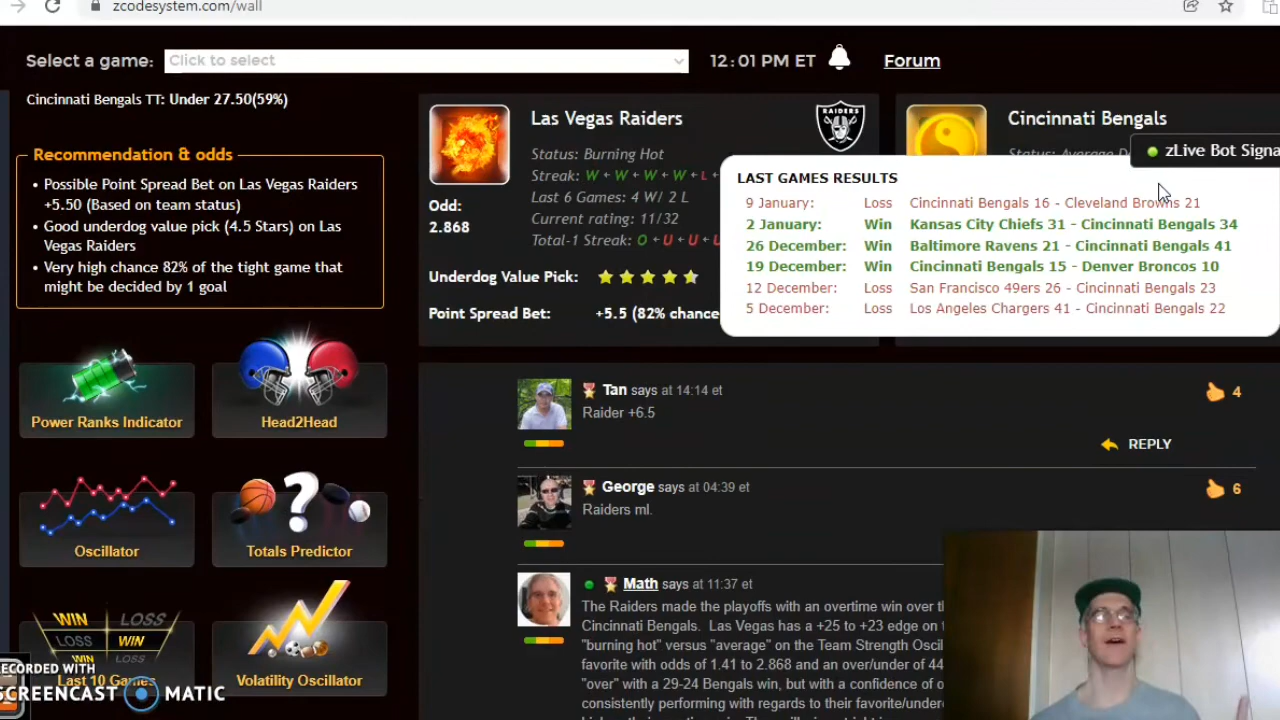 zcodesystem.com/wall
Select a game:
Click to select
12:01 PM ET
Forum
Cincinnati Bengals TT: Under 27.50(59%)
Recommendation & odds
• Possible Point Spread Bet on Las Vegas Raiders
+5.50 (Based on team status)
• Good underdog value pick (4.5 Stars) on Las
Vegas Raiders
• Very high chance 82% of the tight game that
might be decided by 1 goal
Power Ranks Indicator
Head2Head
Oscillator
Totals Predictor
WIN LOSS
LOSS WIN
WIN LOSS
Last 10 Games
Volatility Oscillator
RECORDED WITH
SCREENCAST MATIC
Las Vegas Raiders
RAIDERS
Status: Burning Hot
Streak: W + W + W + W + L +
Last 6 Games: 4 W/ 2 L
Current rating: 11/32
Total-1 Streak: O + U + U + U
Odd:
2.868
Underdog Value Pick:
Point Spread Bet: +5.5 (82% chance
Cincinnati Bengals
Status: Average
zLive Bot Signa
LAST GAMES RESULTS
9 January: Loss Cincinnati Bengals 16 - Cleveland Browns 21
2 January: Win Kansas City Chiefs 31 - Cincinnati Bengals 34
26 December: Win Baltimore Ravens 21 - Cincinnati Bengals 41
19 December: Win Cincinnati Bengals 15 - Denver Broncos 10
12 December: Loss San Francisco 49ers 26 - Cincinnati Bengals 23
5 December: Loss Los Angeles Chargers 41 - Cincinnati Bengals 22
Tan says at 14:14 et
Raider +6.5
4
REPLY
George says at 04:39 et
Raiders ml.
6
Math says at 11:37 et
The Raiders made the playoffs with an overtime win over th
Cincinnati Bengals. Las Vegas has a +25 to +23 edge on
"burning hot" versus "average" on the Team Strength Oscil
favorite with odds of 1.41 to 2.868 and an over/under of 44
"over" with a 29-24 Bengals win, but with a confidence of o
consistently performing with regards to their favorite/under